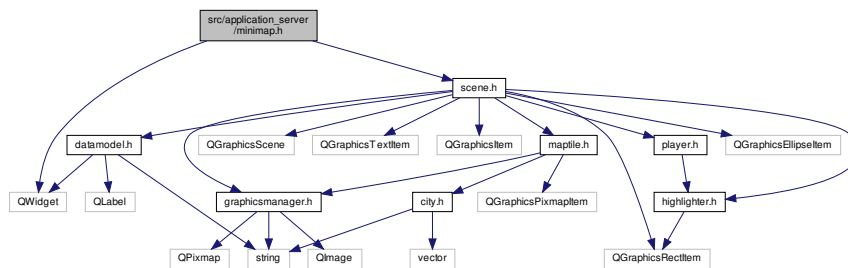 src/application_server
/minimap.h
scene.h
datamodel.h
QGraphicsScene
QGraphicsTextItem
QGraphicsItem
maptile.h
player.h
QGraphicsEllipseItem
QWidget
QLabel
graphicsmanager.h
city.h
QGraphicsPixmapItem
highlighter.h
QPixmap
string
QImage
vector
QGraphicsRectItem